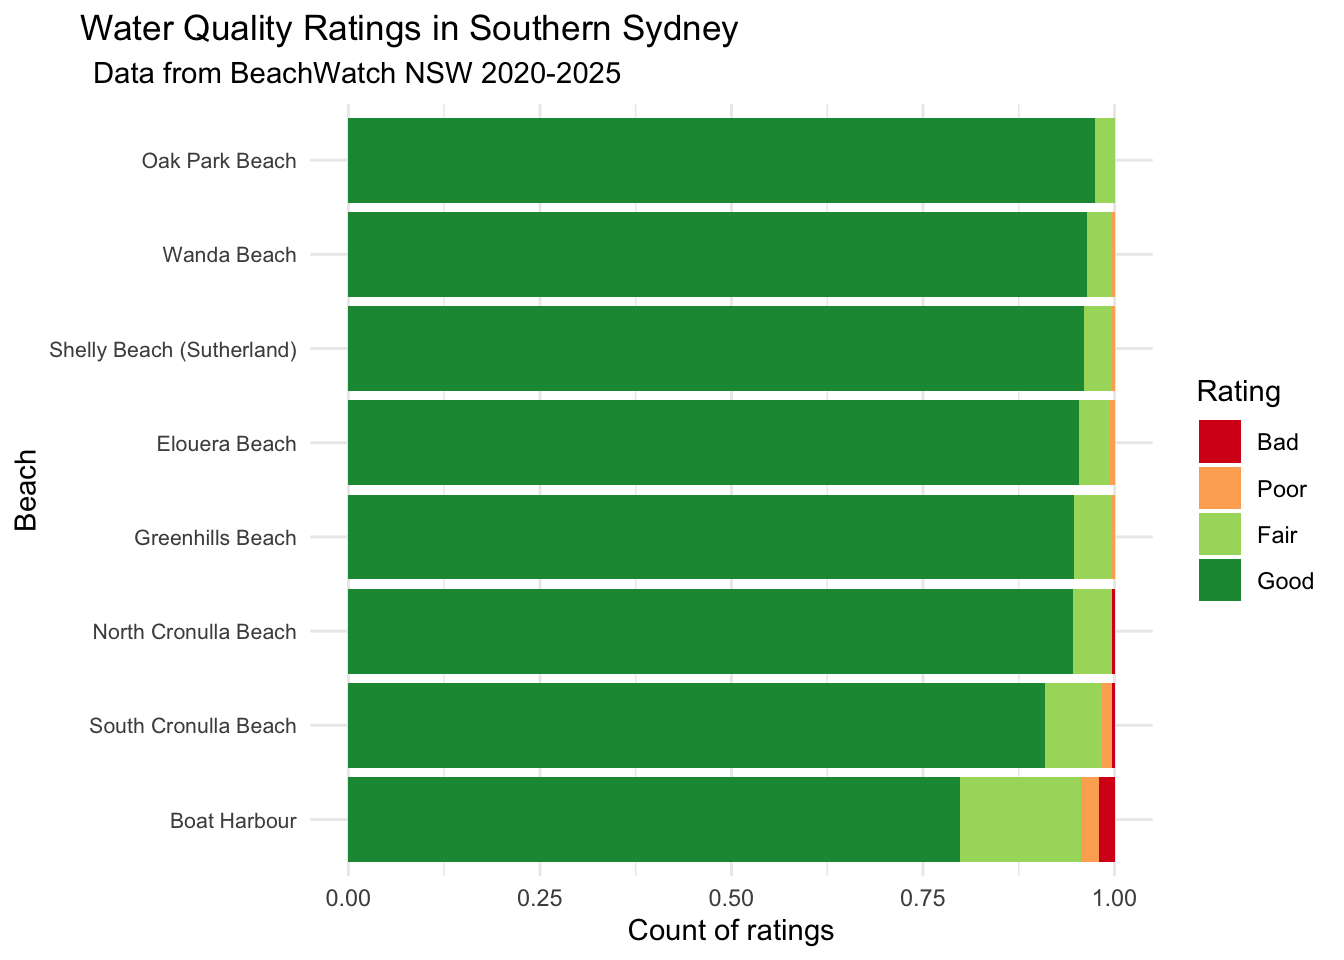 Water Quality Ratings in Southern Sydney
Data from BeachWatch NSW 2020-2025
Beach
Oak Park Beach
Wanda Beach
Shelly Beach (Sutherland)
Elouera Beach
Greenhills Beach
North Cronulla Beach
South Cronulla Beach
Boat Harbour
0.00 0.25 0.50 0.75 1.00
Count of ratings
Rating
Bad
Poor
Fair
Good